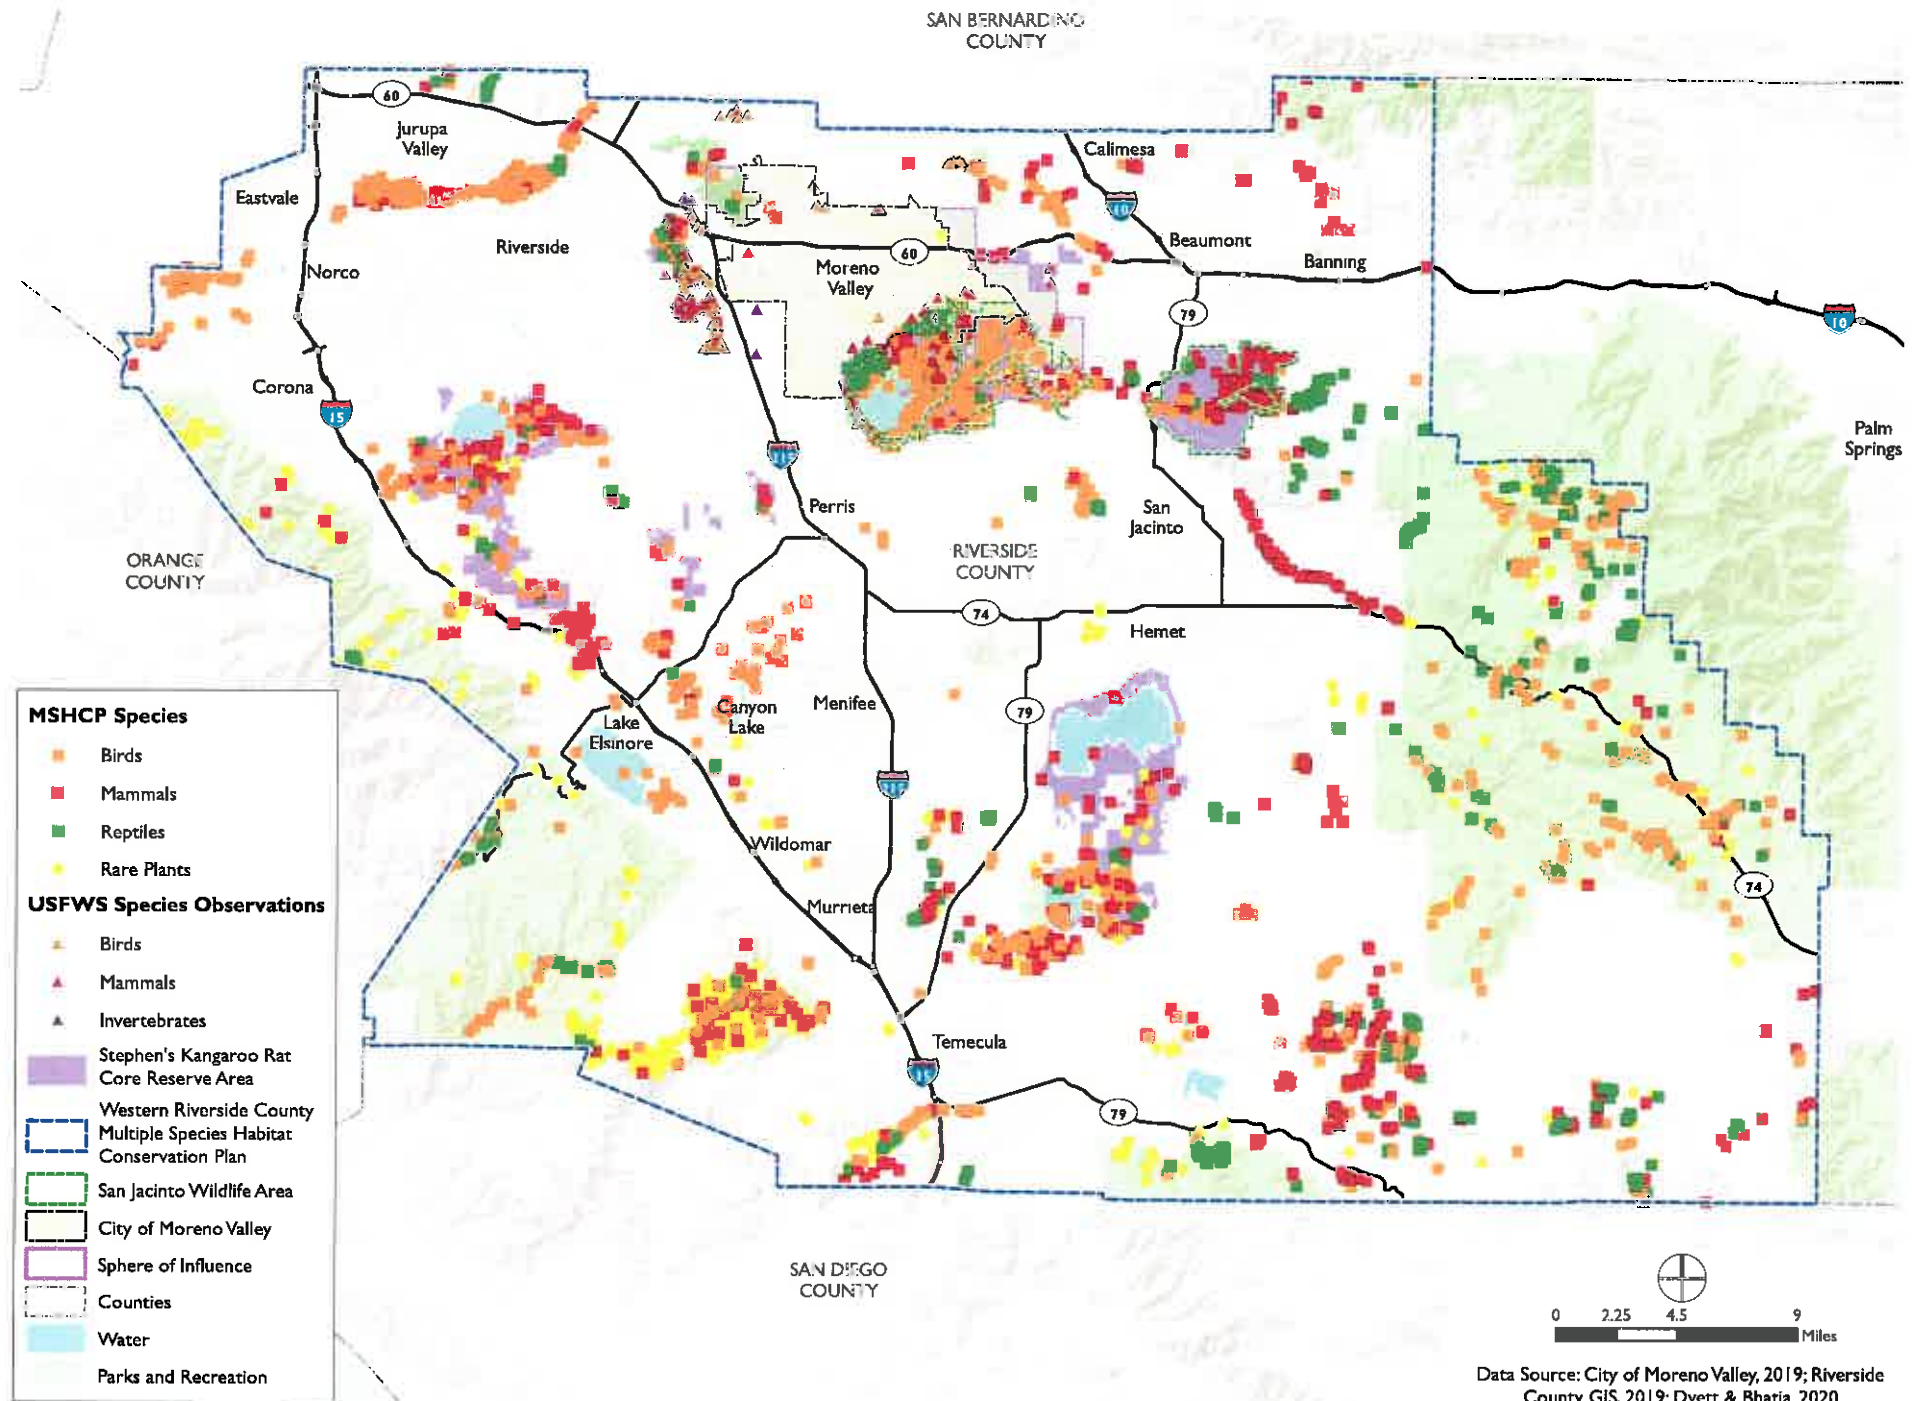 SAN BERNARDINO
COUNTY
60
Jurupa
Valley
Calimesa
Eastvale
10
Riverside
Beaumont
60
Banning
Norco
Moreno
Valley
79
10
Corona
15
Palm
Springs
Perris
San
Jacinto
ORANGE
COUNTY
RIVERSIDE
COUNTY
74
Hemet
Canyon
Lake
Menifee
79
Lake
Elsinore
Wildomar
74
Murrieta
Temecula
15
79
SAN DIEGO
COUNTY
MSHCP Species
Birds
Mammals
Reptiles
Rare Plants
USFWS Species Observations
Birds
Mammals
Invertebrates
Stephen's Kangaroo Rat
Core Reserve Area
Western Riverside County
Multiple Species Habitat
Conservation Plan
San Jacinto Wildlife Area
City of Moreno Valley
Sphere of Influence
Counties
Water
Parks and Recreation
0 2.25 4.5 9
Miles
Data Source: City of Moreno Valley, 2019; Riverside
County GIS, 2019; Dyett & Bhatia, 2020